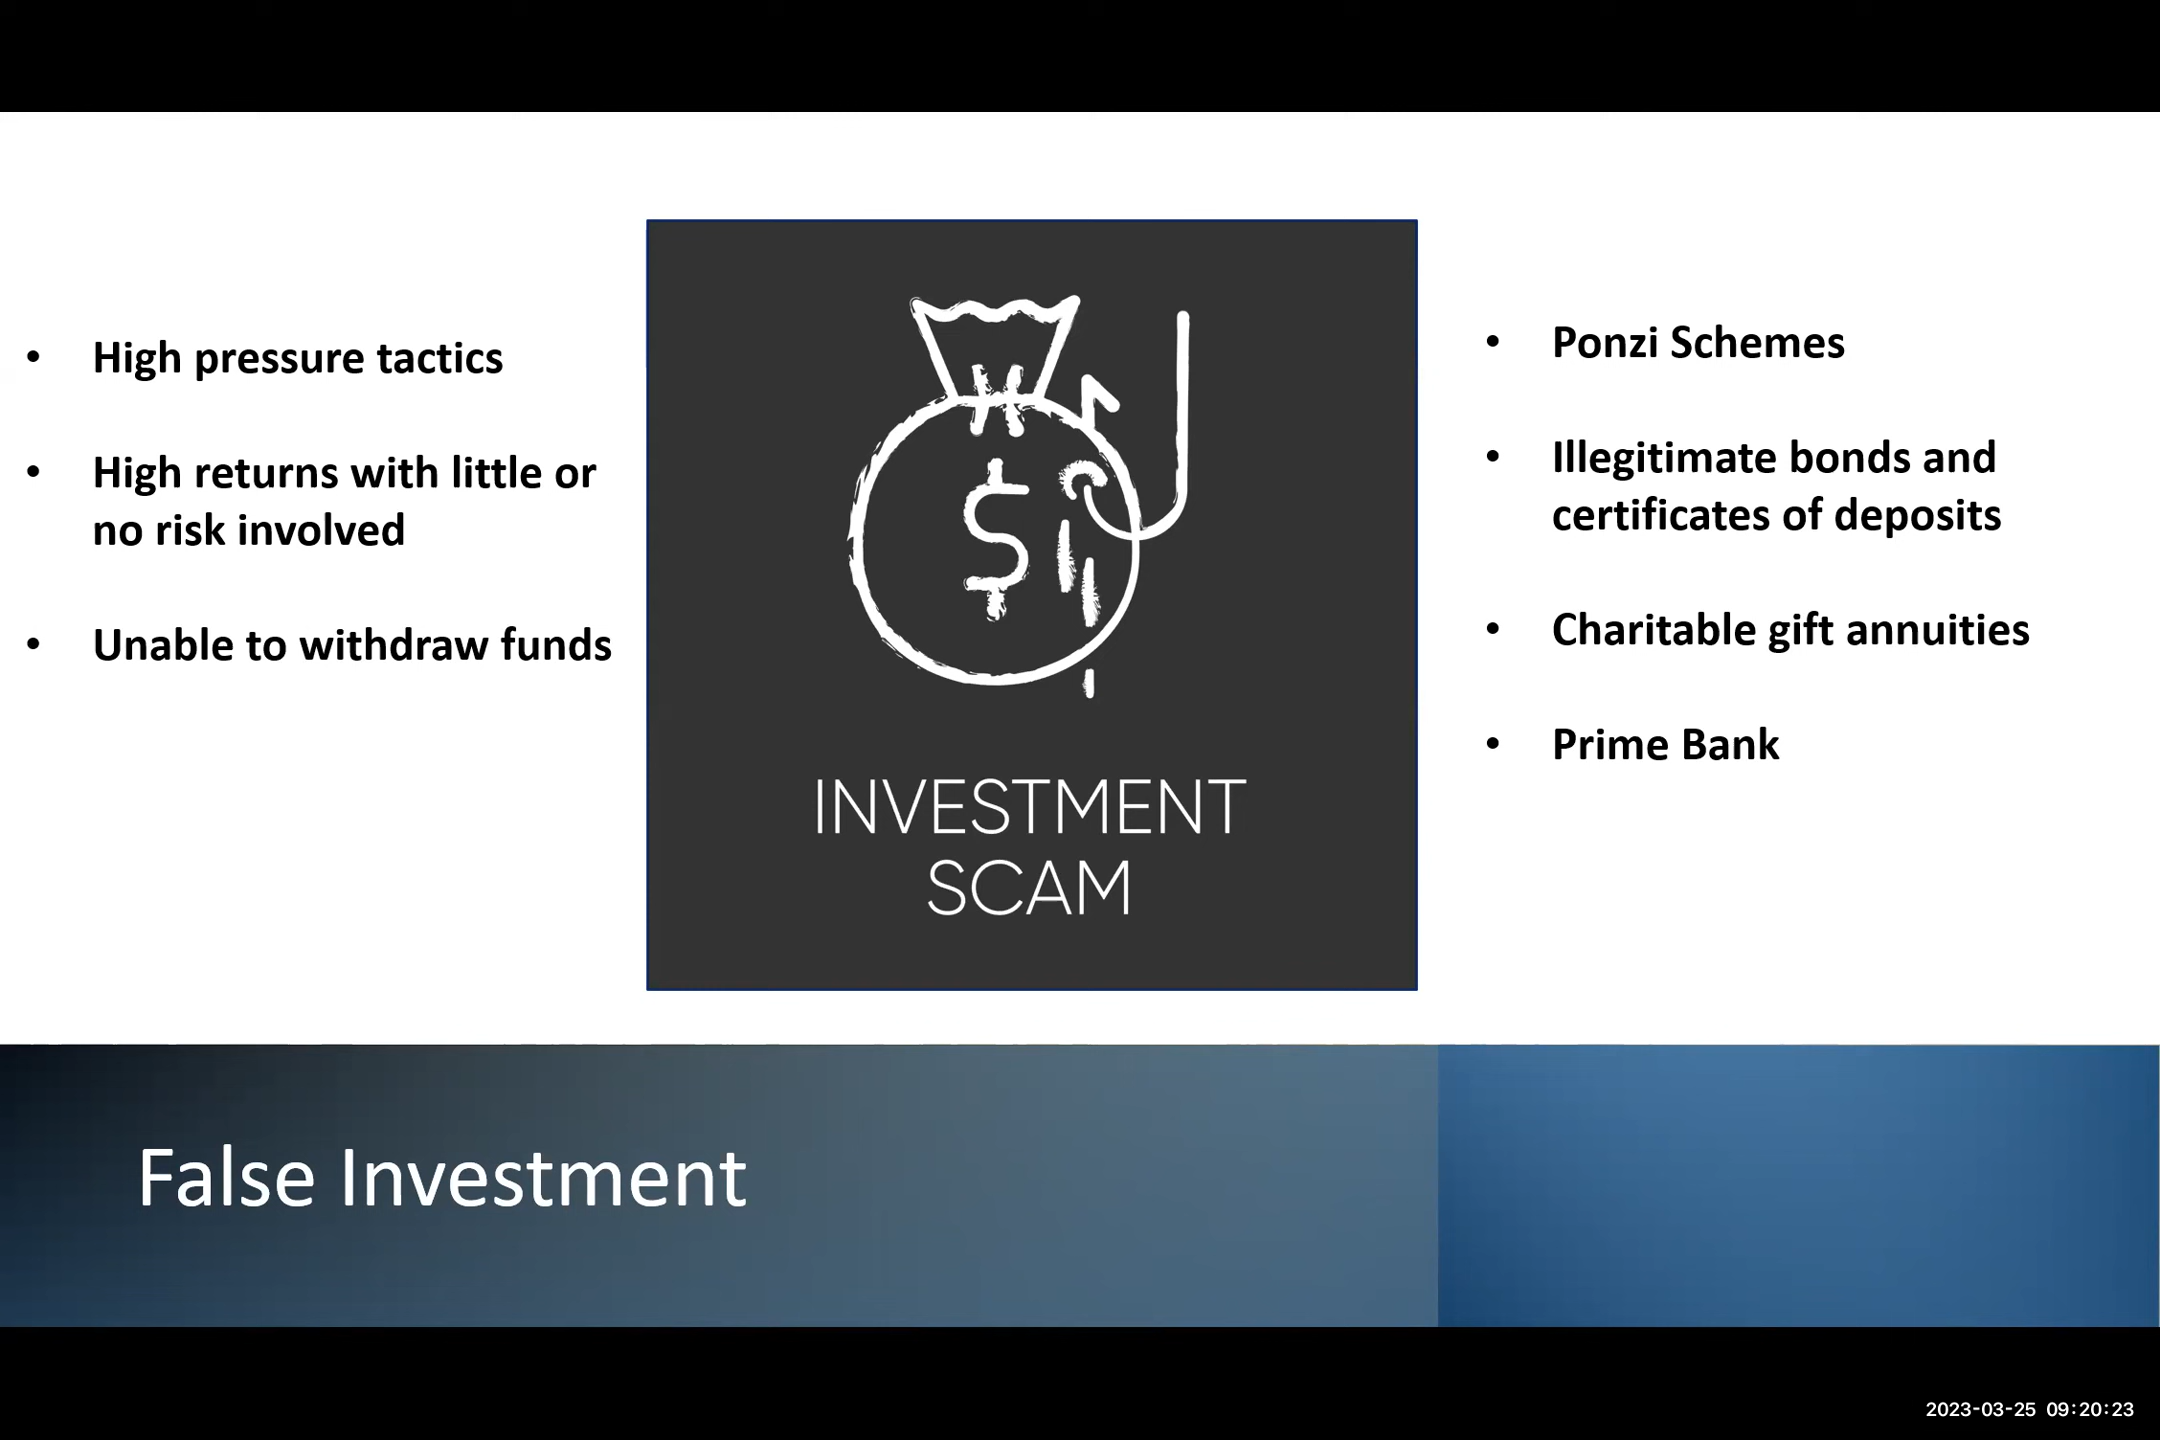 • High pressure tactics
• High returns with little or
no risk involved
• Unable to withdraw funds
$
INVESTMENT
SCAM
• Ponzi Schemes
• Illegitimate bonds and
certificates of deposits
• Charitable gift annuities
• Prime Bank
False Investment
2023-03-25 09:20:23